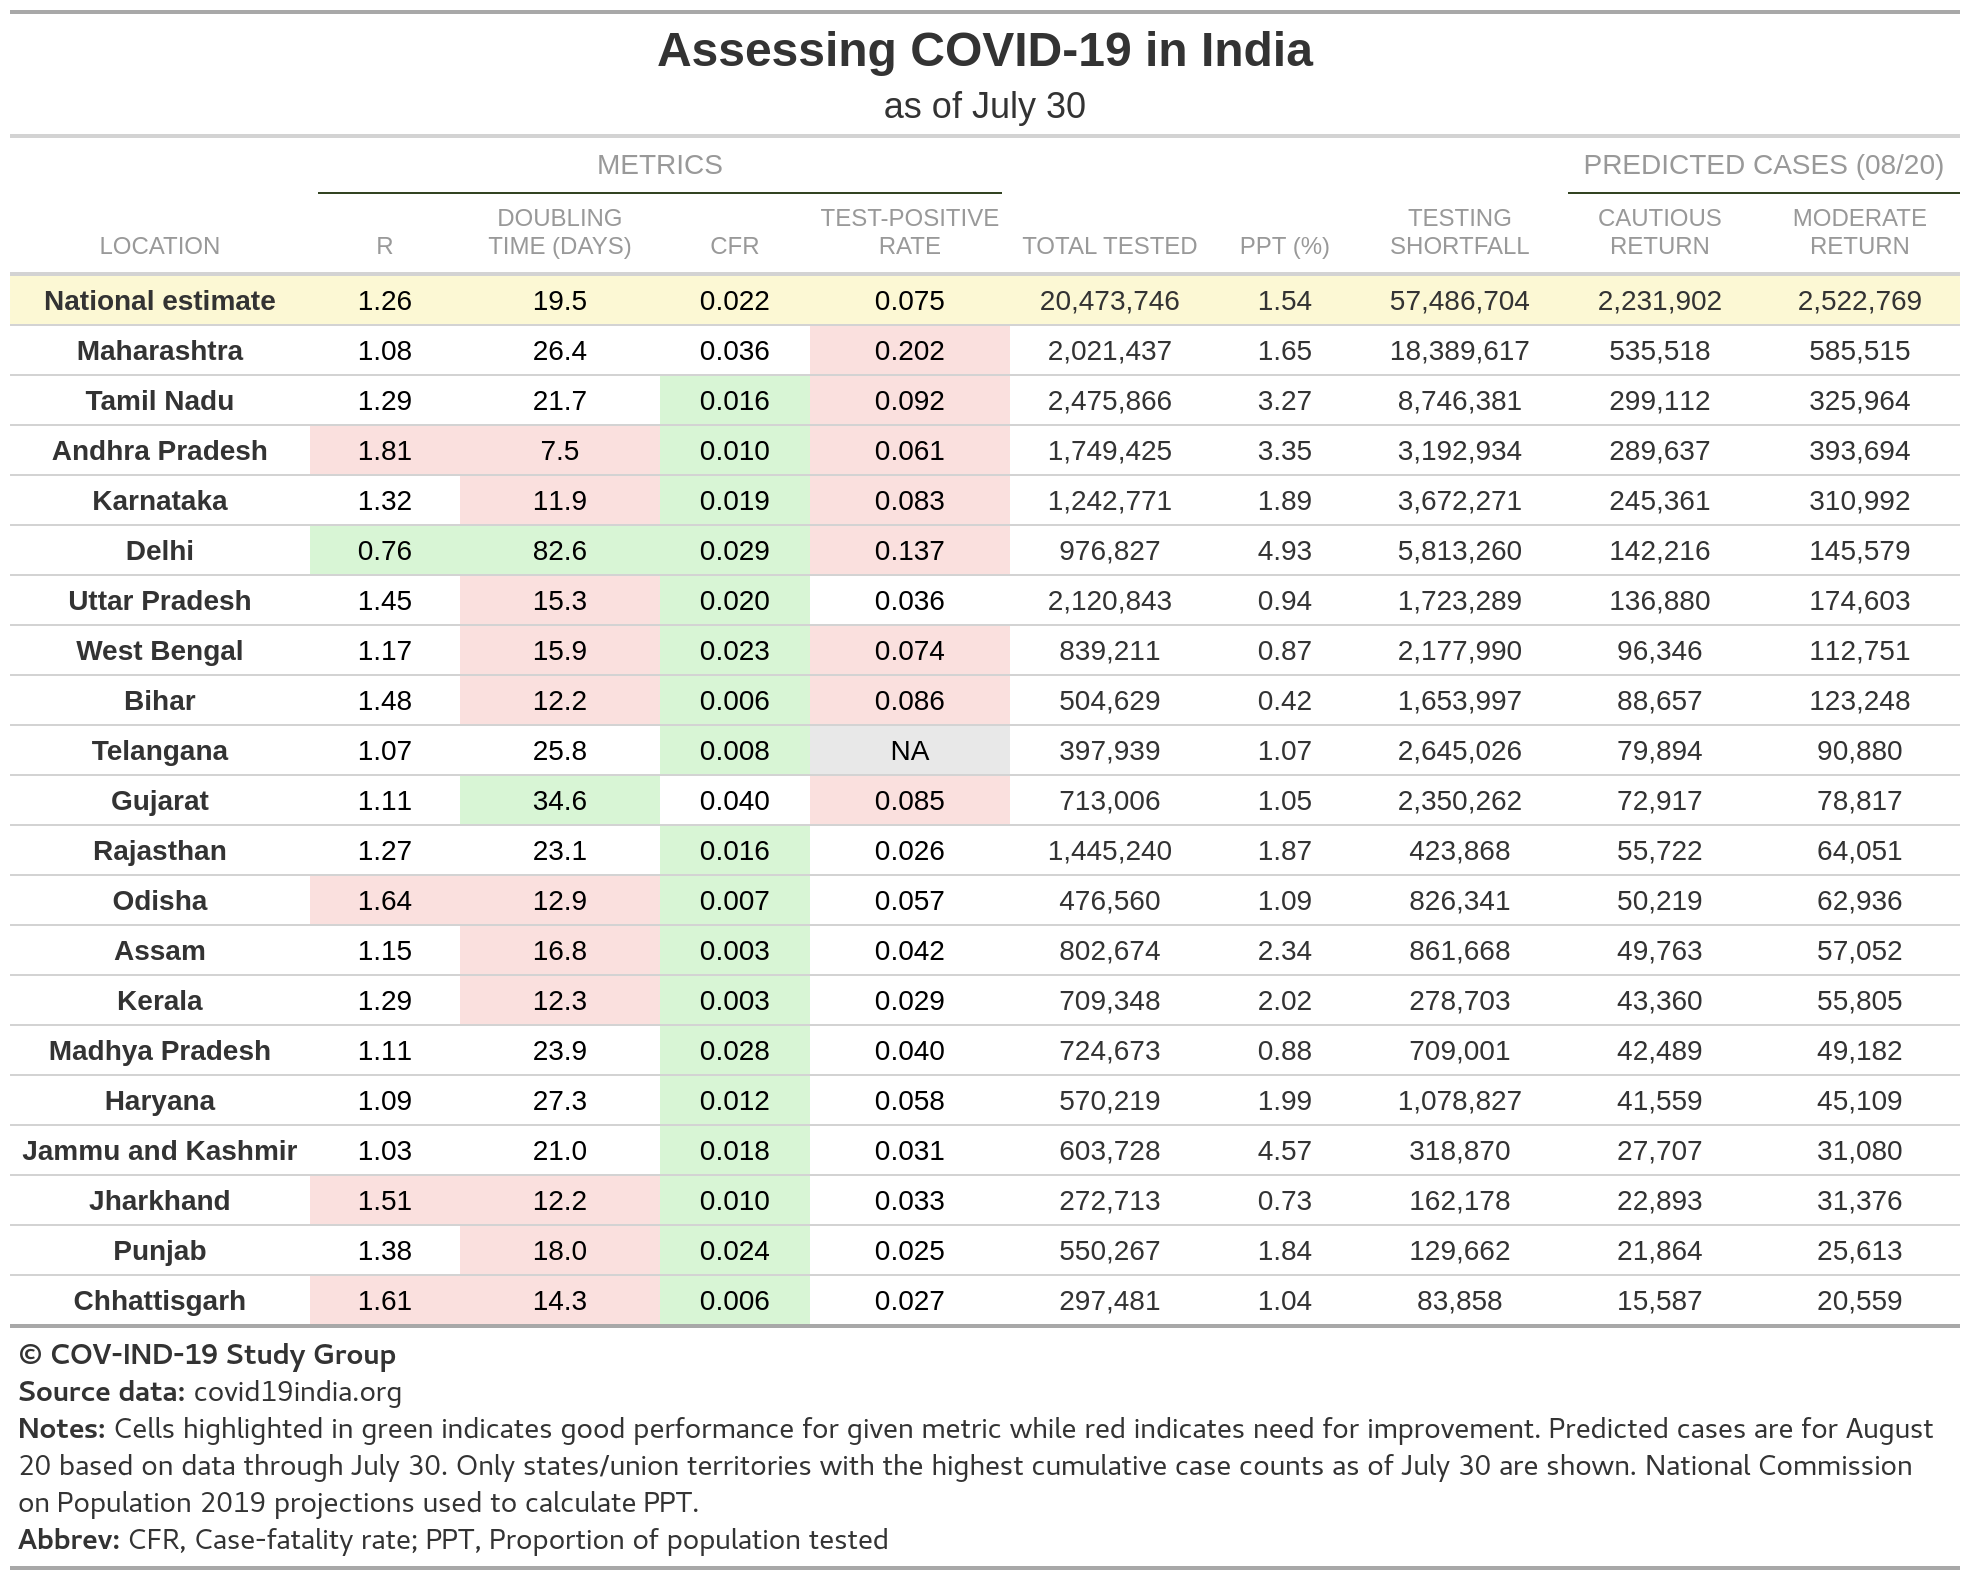 Assessing COVID-19 in India
as of July 30
METRICS PREDICTED CASES (08/20)
LOCATION R DOUBLING TIME (DAYS) CFR TEST-POSITIVE RATE TOTAL TESTED PPT (%) TESTING SHORTFALL CAUTIOUS RETURN MODERATE RETURN
National estimate 1.26 19.5 0.022 0.075 20,473,746 1.54 57,486,704 2,231,902 2,522,769
Maharashtra 1.08 26.4 0.036 0.202 2,021,437 1.65 18,389,617 535,518 585,515
Tamil Nadu 1.29 21.7 0.016 0.092 2,475,866 3.27 8,746,381 299,112 325,964
Andhra Pradesh 1.81 7.5 0.010 0.061 1,749,425 3.35 3,192,934 289,637 393,694
Karnataka 1.32 11.9 0.019 0.083 1,242,771 1.89 3,672,271 245,361 310,992
Delhi 0.76 82.6 0.029 0.137 976,827 4.93 5,813,260 142,216 145,579
Uttar Pradesh 1.45 15.3 0.020 0.036 2,120,843 0.94 1,723,289 136,880 174,603
West Bengal 1.17 15.9 0.023 0.074 839,211 0.87 2,177,990 96,346 112,751
Bihar 1.48 12.2 0.006 0.086 504,629 0.42 1,653,997 88,657 123,248
Telangana 1.07 25.8 0.008 NA 397,939 1.07 2,645,026 79,894 90,880
Gujarat 1.11 34.6 0.040 0.085 713,006 1.05 2,350,262 72,917 78,817
Rajasthan 1.27 23.1 0.016 0.026 1,445,240 1.87 423,868 55,722 64,051
Odisha 1.64 12.9 0.007 0.057 476,560 1.09 826,341 50,219 62,936
Assam 1.15 16.8 0.003 0.042 802,674 2.34 861,668 49,763 57,052
Kerala 1.29 12.3 0.003 0.029 709,348 2.02 278,703 43,360 55,805
Madhya Pradesh 1.11 23.9 0.028 0.040 724,673 0.88 709,001 42,489 49,182
Haryana 1.09 27.3 0.012 0.058 570,219 1.99 1,078,827 41,559 45,109
Jammu and Kashmir 1.03 21.0 0.018 0.031 603,728 4.57 318,870 27,707 31,080
Jharkhand 1.51 12.2 0.010 0.033 272,713 0.73 162,178 22,893 31,376
Punjab 1.38 18.0 0.024 0.025 550,267 1.84 129,662 21,864 25,613
Chhattisgarh 1.61 14.3 0.006 0.027 297,481 1.04 83,858 15,587 20,559
© COV-IND-19 Study Group
Source data: covid19india.org
Notes: Cells highlighted in green indicates good performance for given metric while red indicates need for improvement. Predicted cases are for August
20 based on data through July 30. Only states/union territories with the highest cumulative case counts as of July 30 are shown. National Commission
on Population 2019 projections used to calculate PPT.
Abbrev: CFR, Case-fatality rate; PPT, Proportion of population tested